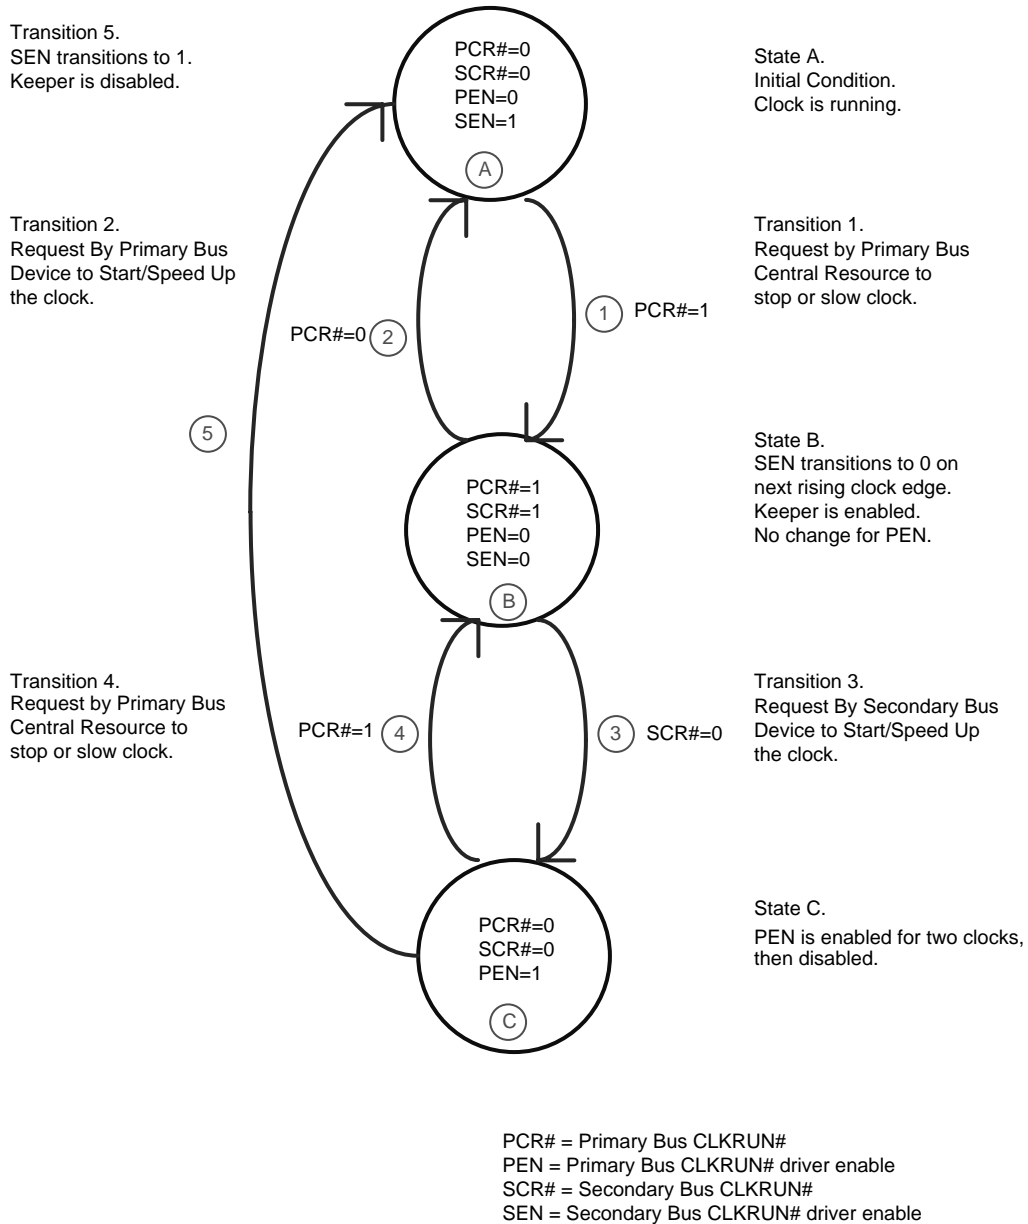 Transition 5.
SEN transitions to 1.
Keeper is disabled.
PCR#=0
SCR#=0
PEN=0
SEN=1
A
State A.
Initial Condition.
Clock is running.
Transition 2.
Request By Primary Bus
Device to Start/Speed Up
the clock.
PCR#=0
2
1
PCR#=1
Transition 1.
Request by Primary Bus
Central Resource to
stop or slow clock.
5
PCR#=1
SCR#=1
PEN=0
SEN=0
B
State B.
SEN transitions to 0 on
next rising clock edge.
Keeper is enabled.
No change for PEN.
Transition 4.
Request by Primary Bus
Central Resource to
stop or slow clock.
PCR#=1
4
3
SCR#=0
Transition 3.
Request By Secondary Bus
Device to Start/Speed Up
the clock.
PCR#=0
SCR#=0
PEN=1
C
State C.
PEN is enabled for two clocks,
then disabled.
PCR# = Primary Bus CLKRUN#
PEN = Primary Bus CLKRUN# driver enable
SCR# = Secondary Bus CLKRUN#
SEN = Secondary Bus CLKRUN# driver enable